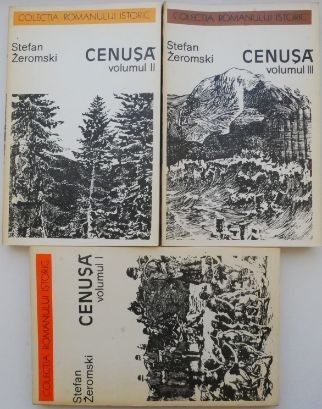 COLECȚIA ROMANULUI ISTORIC
Stefan
Żeromski
CENUȘĂ
volumul II
COLECȚIA ROMANULUI ISTORIC
Stefan
Żeromski
CENUȘĂ
volumul III
COLECȚIA ROMANULUI ISTORIC
Stefan
Żeromski
CENUȘĂ
volumul I